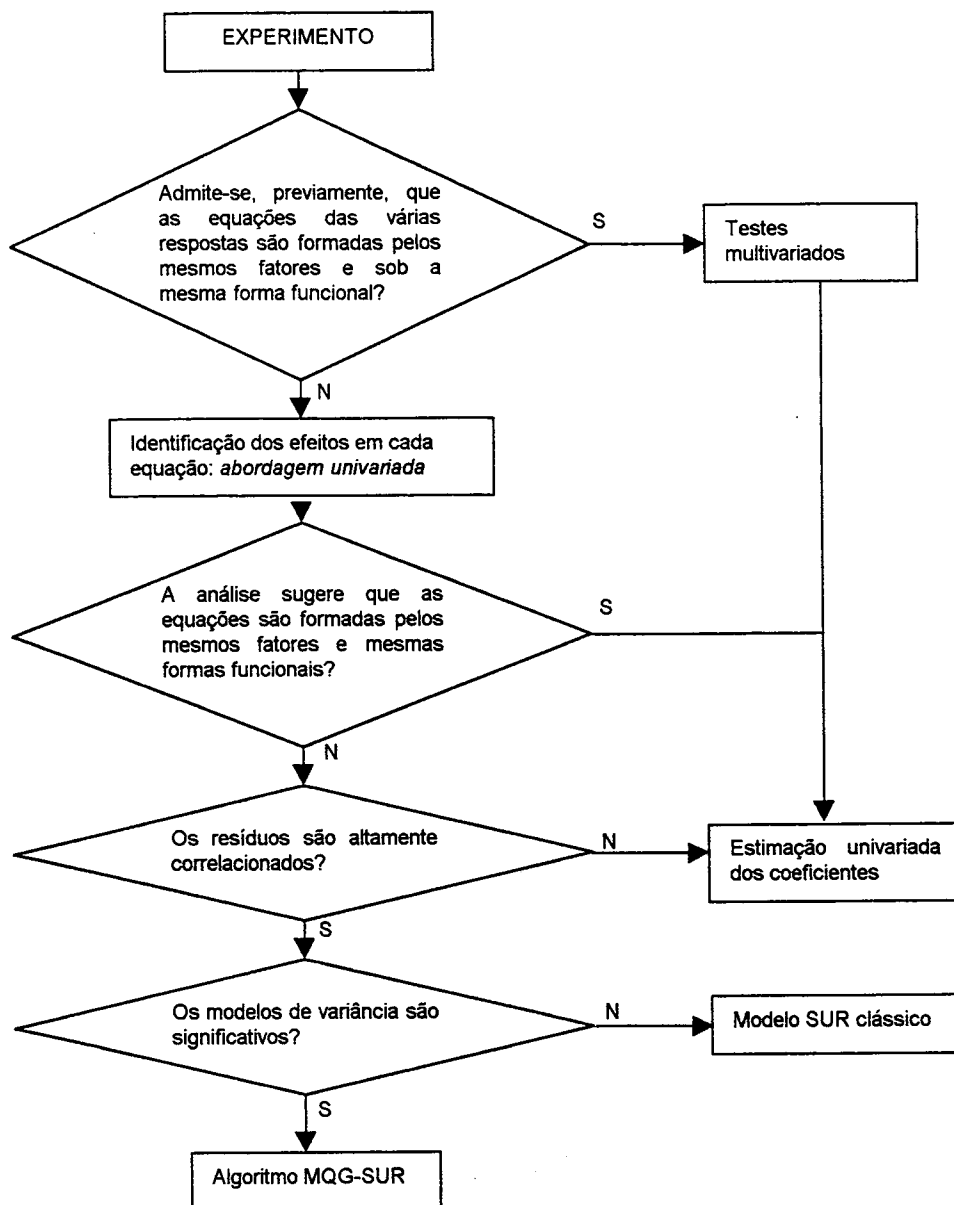 EXPERIMENTO
Admite-se, previamente, que
as equações das várias
respostas são formadas pelos
mesmos fatores e sob a
mesma forma funcional?
S
Testes
multivariados
N
Identificação dos efeitos em cada
equação: abordagem univariada
A análise sugere que as
equações são formadas pelos
mesmos fatores e mesmas
formas funcionais?
S
N
Os resíduos são altamente
correlacionados?
N
Estimação univariada
dos coeficientes
S
Os modelos de variância são
significativos?
N
Modelo SUR clássico
S
Algoritmo MQG-SUR